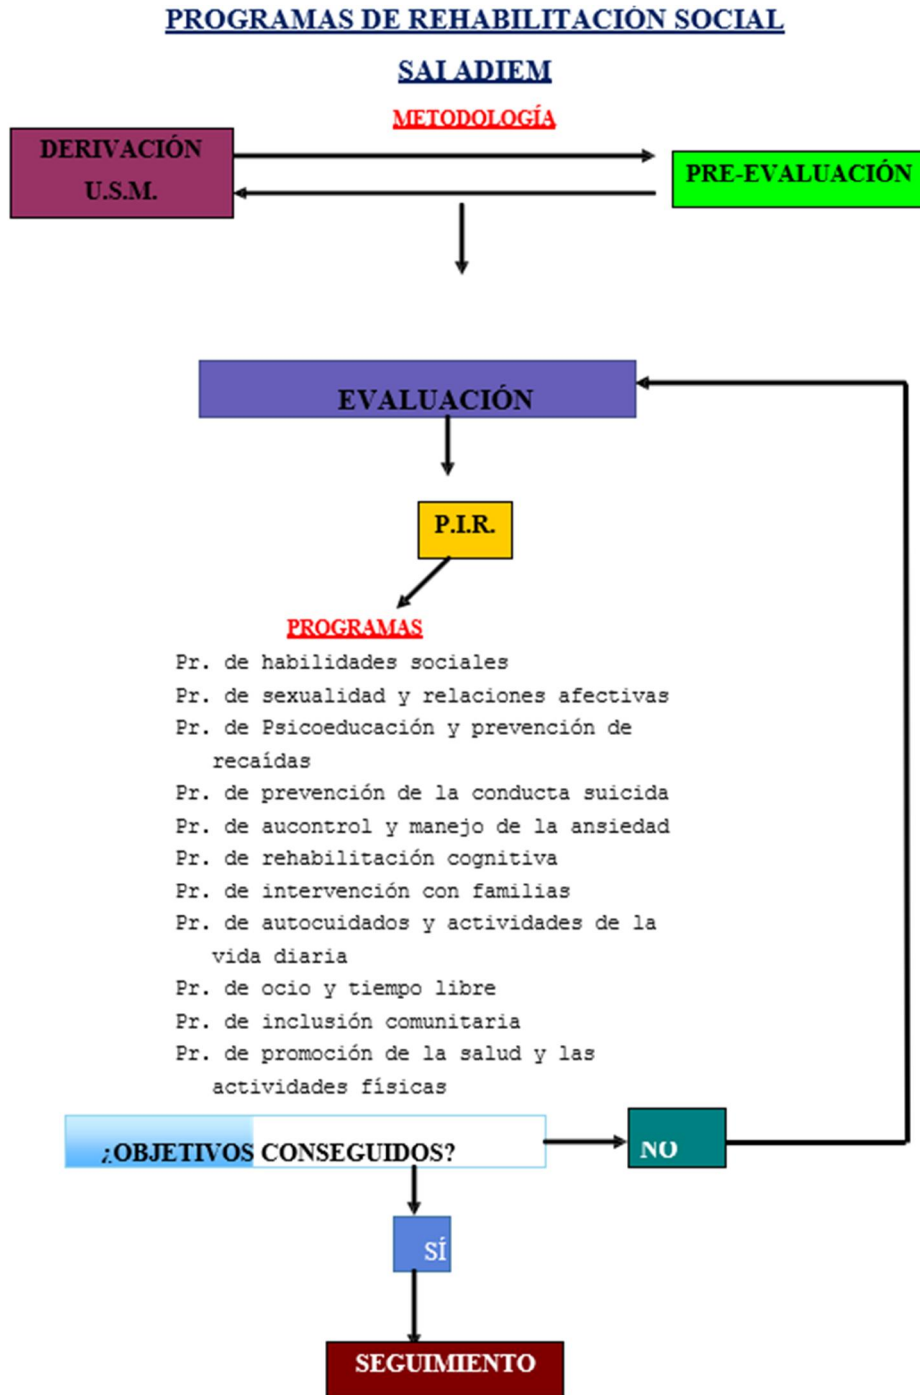 PROGRAMAS DE REHABILITACIÓN SOCIAL
SALADIEM
METODOLOGÍA
DERIVACIÓN
U.S.M.
PRE-EVALUACIÓN
EVALUACIÓN
P.I.R.
PROGRAMAS
Pr. de habilidades sociales
Pr. de sexualidad y relaciones afectivas
Pr. de Psicoeducación y prevención de
recaídas
Pr. de prevención de la conducta suicida
Pr. de aucontrol y manejo de la ansiedad
Pr. de rehabilitación cognitiva
Pr. de intervención con familias
Pr. de autocuidados y actividades de la
vida diaria
Pr. de ocio y tiempo libre
Pr. de inclusión comunitaria
Pr. de promoción de la salud y las
actividades físicas
¿OBJETIVOS CONSEGUIDOS?
NO
SÍ
SEGUIMIENTO